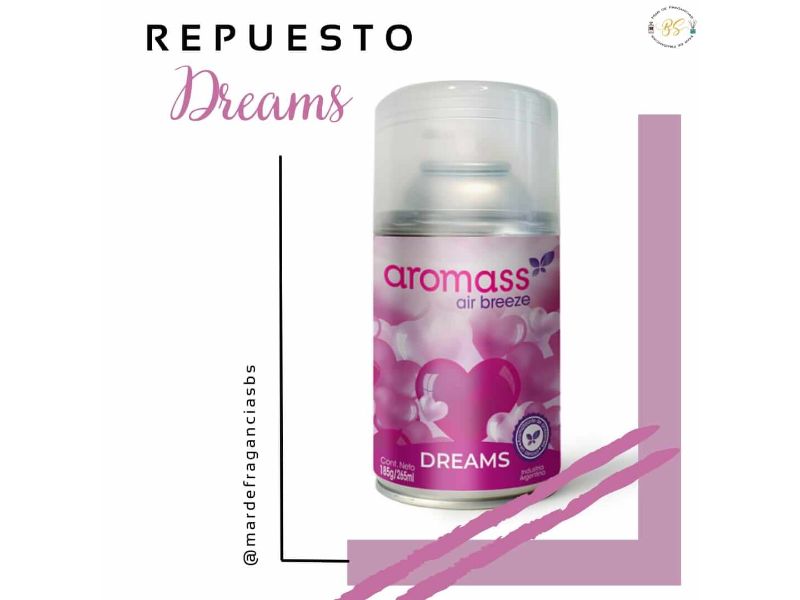 REPUESTO
Dreams
BS
aromass
air breeze
Cont. Neto
185g/265ml
DREAMS
Industria
Argentina
@mardefraganciasbs